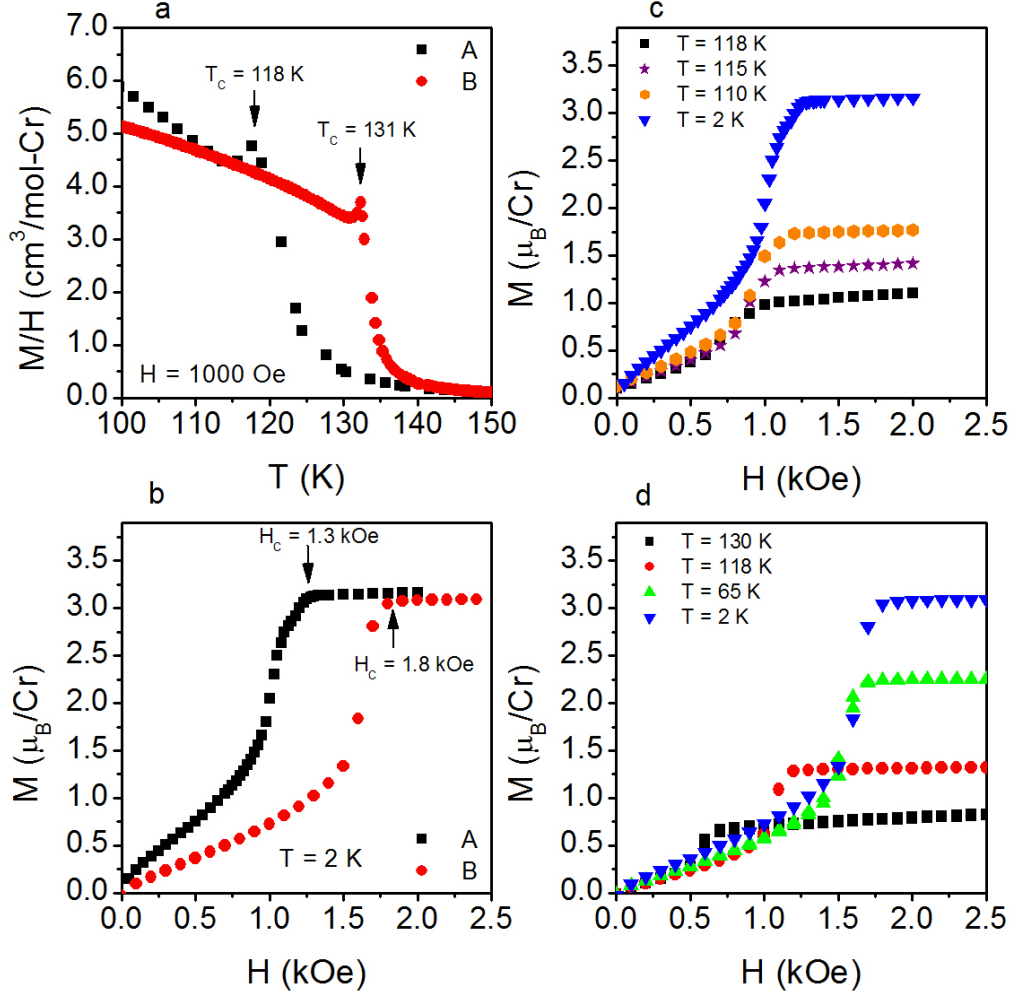 a
M/H (cm³/mol-Cr)
7.0
6.0
5.0
4.0
3.0
2.0
1.0
0.0
A
B
T_C = 118 K
T_C = 131 K
H = 1000 Oe
100 110 120 130 140 150
T (K)
c
M (μ_B/Cr)
3.5
3.0
2.5
2.0
1.5
1.0
0.5
0.0
T = 118 K
T = 115 K
T = 110 K
T = 2 K
0.0 0.5 1.0 1.5 2.0 2.5
H (kOe)
b
M (μ_B/Cr)
3.5
3.0
2.5
2.0
1.5
1.0
0.5
0.0
H_C = 1.3 kOe
H_C = 1.8 kOe
T = 2 K
A
B
0.0 0.5 1.0 1.5 2.0 2.5
H (kOe)
d
M (μ_B/Cr)
3.5
3.0
2.5
2.0
1.5
1.0
0.5
0.0
T = 130 K
T = 118 K
T = 65 K
T = 2 K
0.0 0.5 1.0 1.5 2.0 2.5
H (kOe)